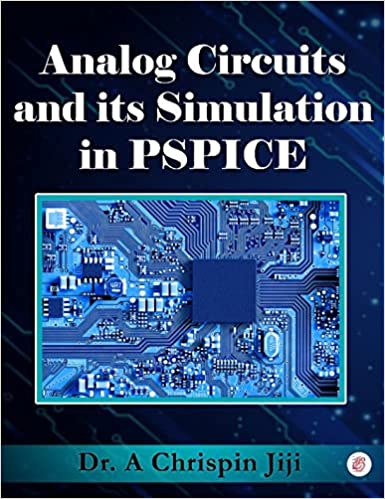 Analog Circuits
and its Simulation
in PSPICE
Dr. A Chrispin Jiji